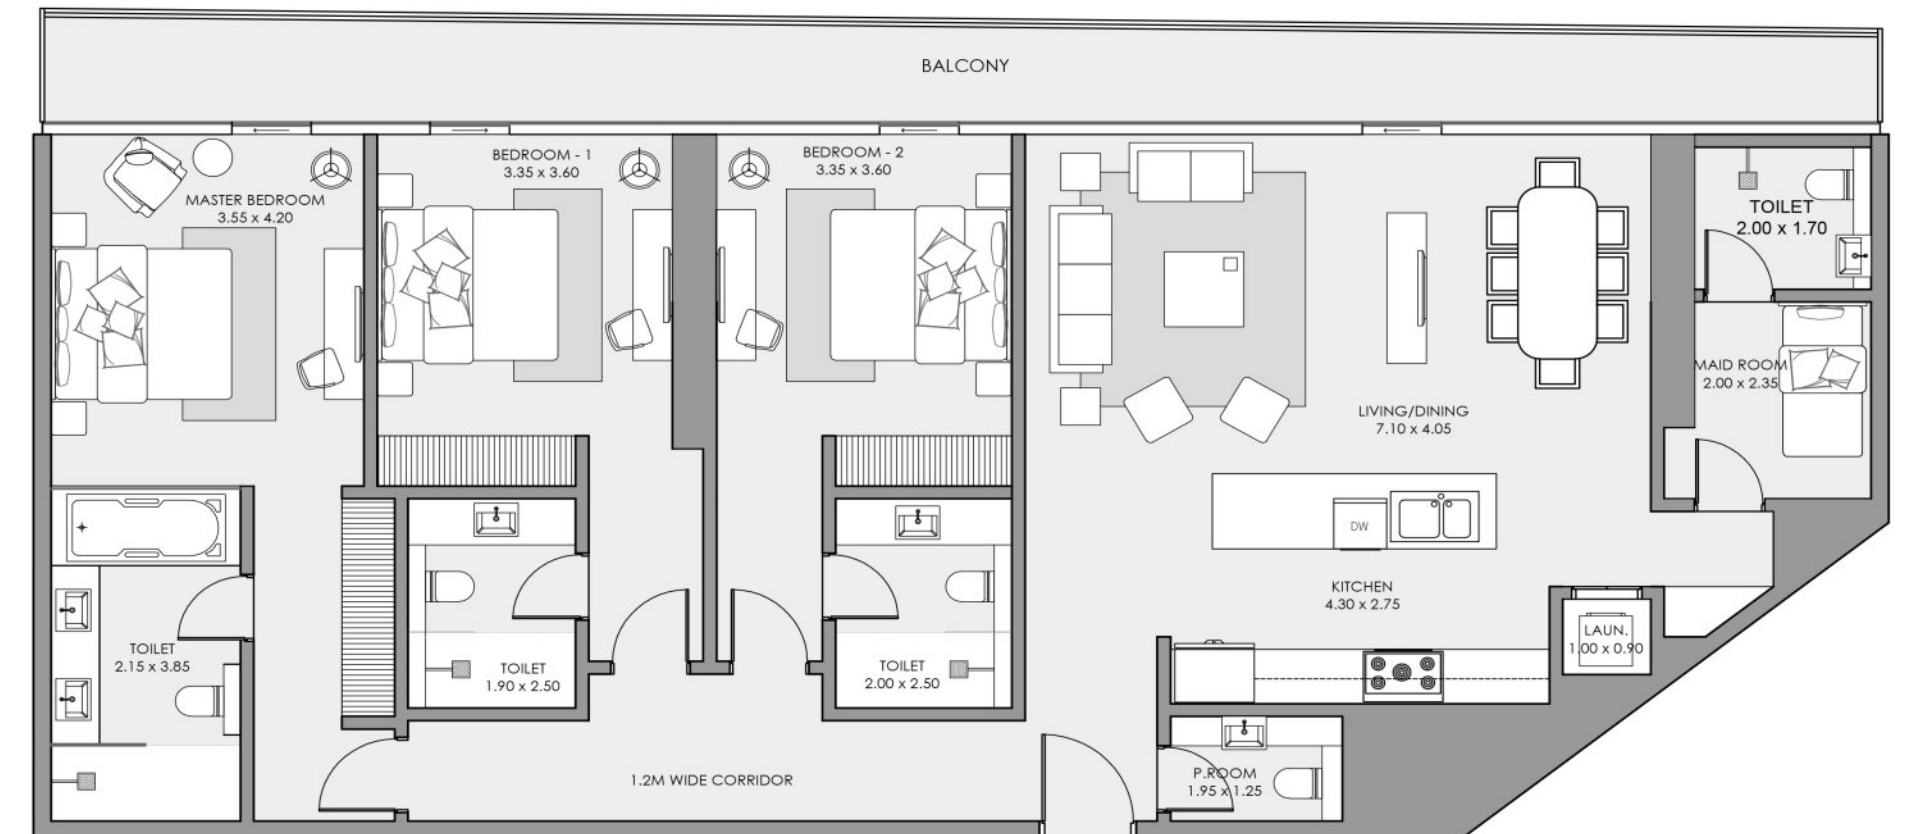 BALCONY
MASTER BEDROOM
3.55 x 4.20
BEDROOM - 1
3.35 x 3.60
BEDROOM - 2
3.35 x 3.60
TOILET
2.00 x 1.70
MAID ROOM
2.00 x 2.35
LIVING/DINING
7.10 x 4.05
DW
KITCHEN
4.30 x 2.75
LAUN.
1.00 x 0.90
TOILET
2.15 x 3.85
TOILET
1.90 x 2.50
TOILET
2.00 x 2.50
1.2M WIDE CORRIDOR
P.ROOM
1.95 x 1.25